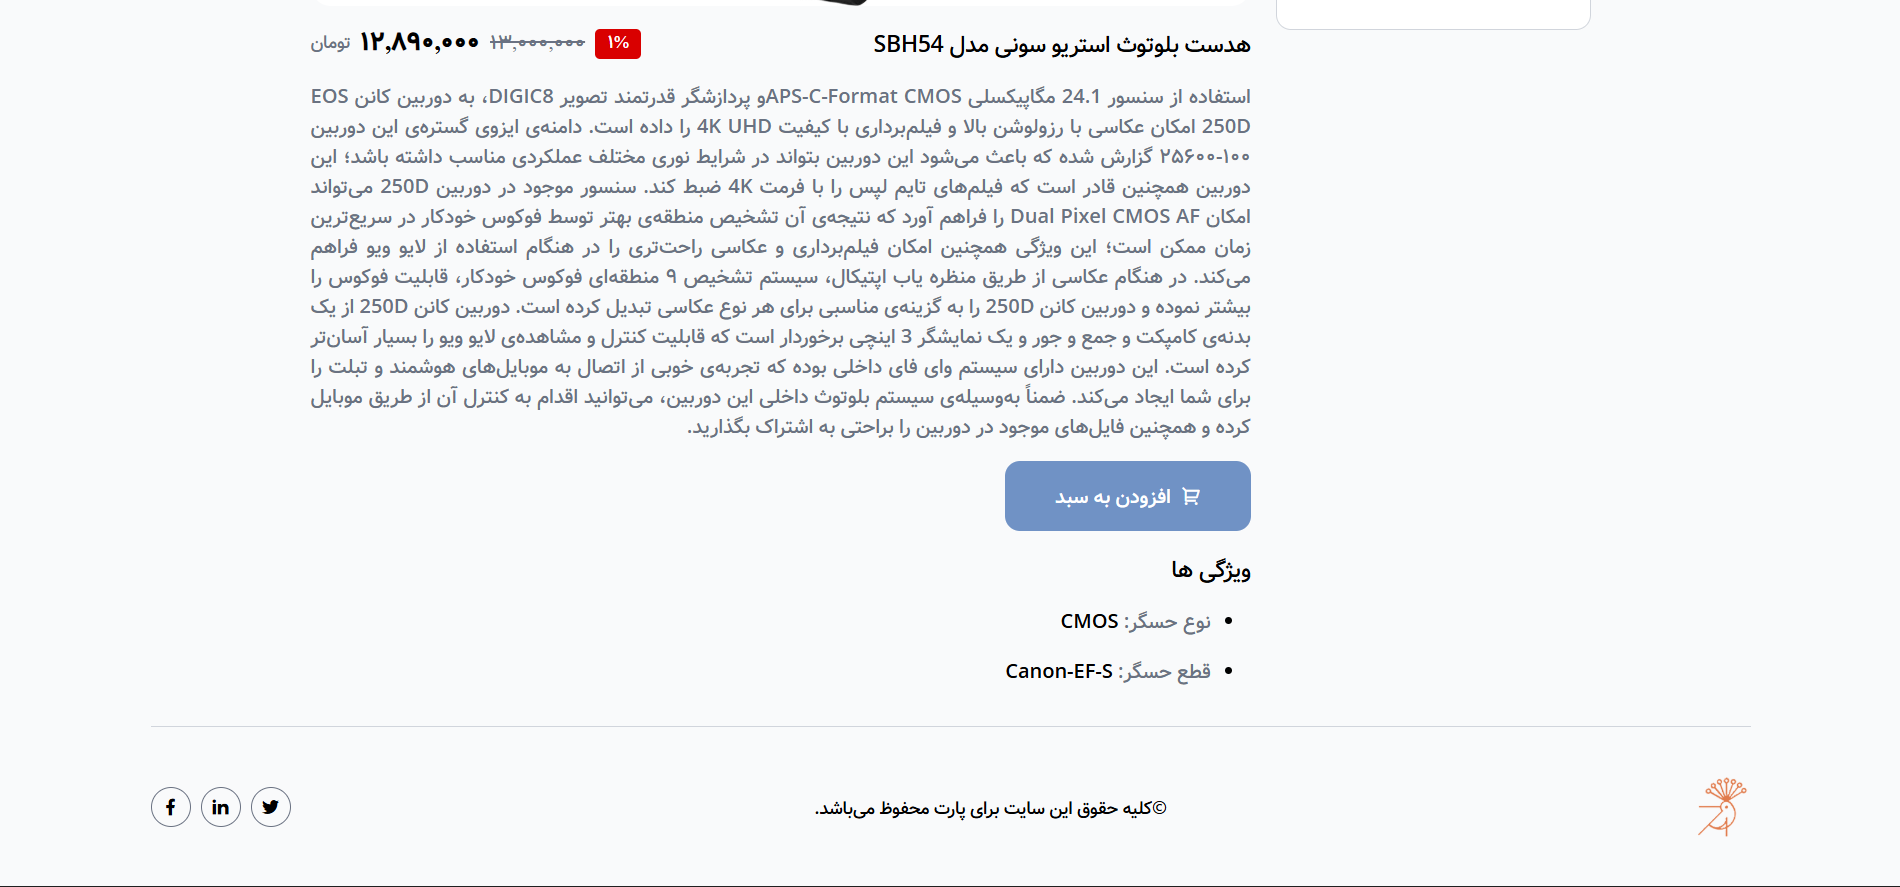 هدست بلوتوث استریو سونی مدل SBH54
۱% ۱۳,۰۰۰,۰۰۰ ۱۲,۸۹۰,۰۰۰ تومان
استفاده از سنسور 24.1 مگاپیکسلی APS-C-Format CMOSو پردازشگر قدرتمند تصویر DIGIC8، به دوربین کانن EOS
250D امکان عکاسی با رزولوشن بالا و فیلم‌برداری با کیفیت 4K UHD را داده است. دامنه‌ی ایزوی گستره‌ی این دوربین
۱۰۰-۲۵۶۰۰ گزارش شده که باعث می‌شود این دوربین بتواند در شرایط نوری مختلف عملکردی مناسب داشته باشد؛ این
دوربین همچنین قادر است که فیلم‌های تایم لپس را با فرمت 4K ضبط کند. سنسور موجود در دوربین 250D می‌تواند
امکان Dual Pixel CMOS AF را فراهم آورد که نتیجه‌ی آن تشخیص منطقه‌ی بهتر توسط فوکوس خودکار در سریع‌ترین
زمان ممکن است؛ این ویژگی همچنین امکان فیلم‌برداری و عکاسی راحت‌تری را در هنگام استفاده از لایو ویو فراهم
می‌کند. در هنگام عکاسی از طریق منظره یاب اپتیکال، سیستم تشخیص ۹ منطقه‌ای فوکوس خودکار، قابلیت فوکوس را
بیشتر نموده و دوربین کانن 250D را به گزینه‌ی مناسبی برای هر نوع عکاسی تبدیل کرده است. دوربین کانن 250D از یک
بدنه‌ی کامپکت و جمع و جور و یک نمایشگر 3 اینچی برخوردار است که قابلیت کنترل و مشاهده‌ی لایو ویو را بسیار آسان‌تر
کرده است. این دوربین دارای سیستم وای فای داخلی بوده که تجربه‌ی خوبی از اتصال به موبایل‌های هوشمند و تبلت را
برای شما ایجاد می‌کند. ضمناً به‌وسیله‌ی سیستم بلوتوث داخلی این دوربین، می‌توانید اقدام به کنترل آن از طریق موبایل
کرده و همچنین فایل‌های موجود در دوربین را براحتی به اشتراک بگذارید.
افزودن به سبد
ویژگی ها
• نوع حسگر: CMOS
• قطع حسگر: Canon-EF-S
©کلیه حقوق این سایت برای پارت محفوظ می‌باشد.